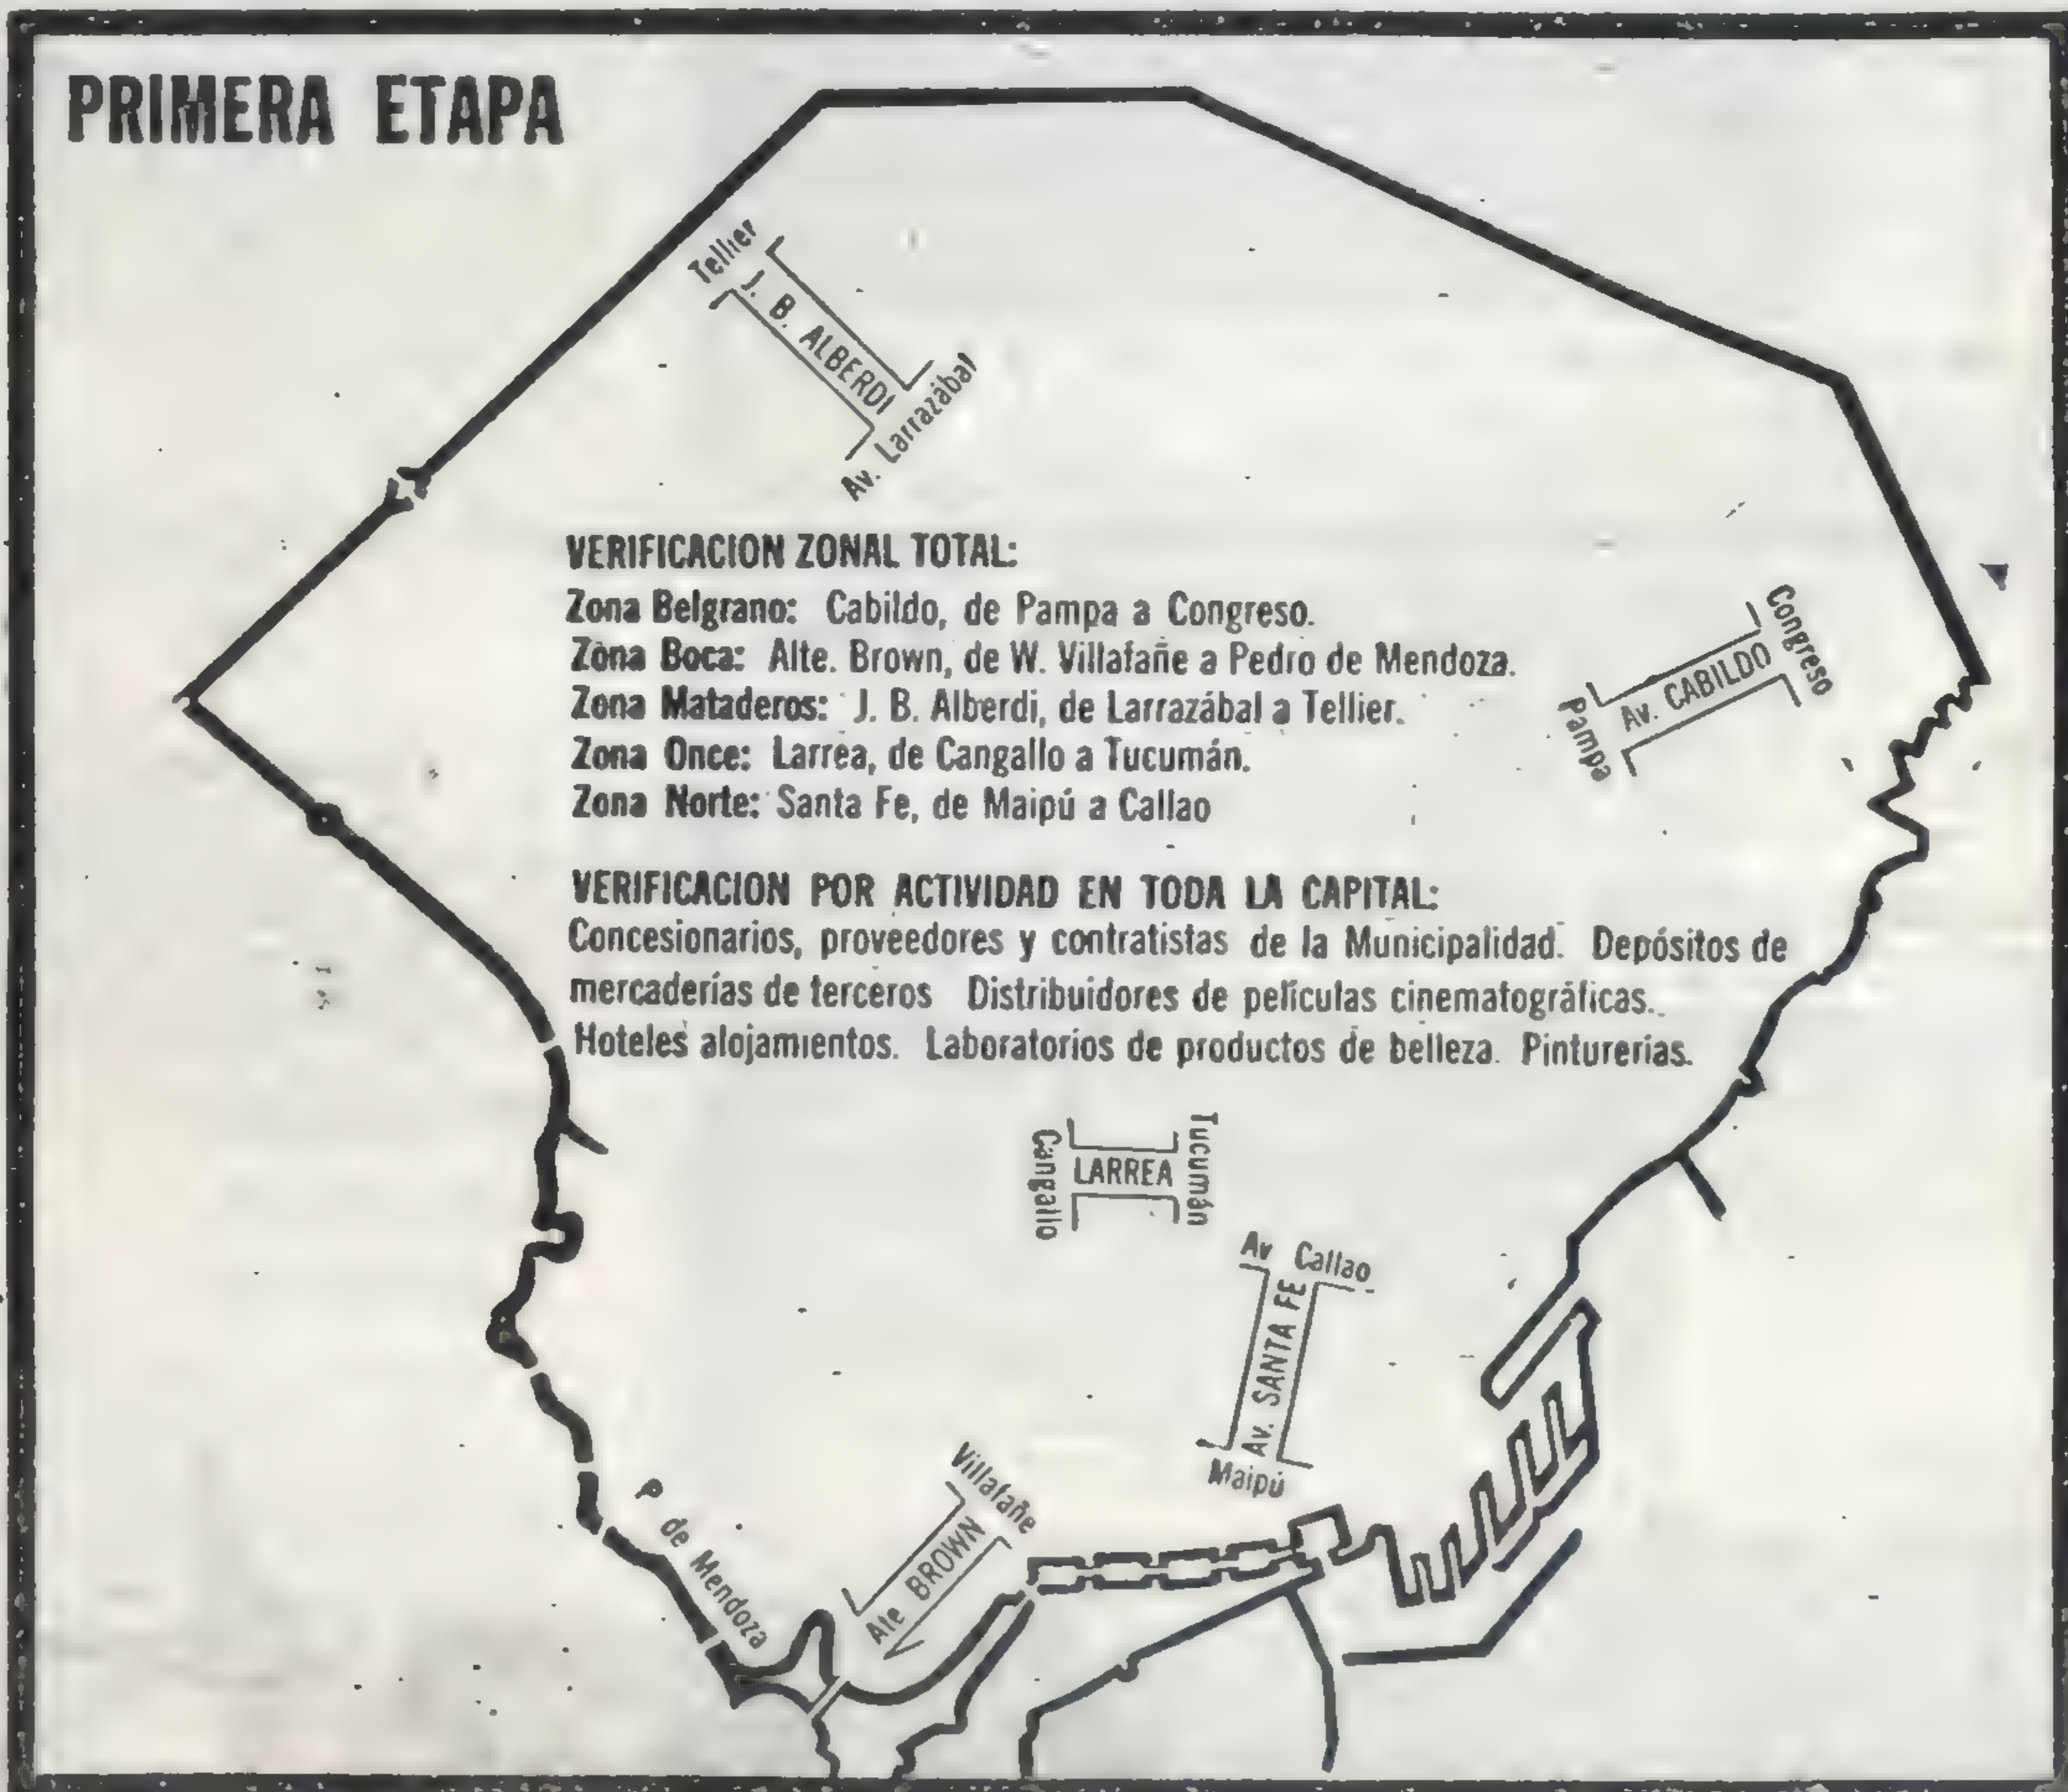 PRIMERA ETAPA
Tellier
J. B. ALBERDI
Av. Larrazábal
VERIFICACION ZONAL TOTAL:
Zona Belgrano: Cabildo, de Pampa a Congreso.
Zona Boca: Alte. Brown, de W. Villafañe a Pedro de Mendoza.
Zona Mataderos: J. B. Alberdi, de Larrazábal a Tellier.
Zona Once: Larrea, de Cangallo a Tucumán.
Zona Norte: Santa Fe, de Maipú a Callao
Congreso
Av. CABILDO
Pampa
VERIFICACION POR ACTIVIDAD EN TODA LA CAPITAL:
Concesionarios, proveedores y contratistas de la Municipalidad. Depósitos de
mercaderías de terceros Distribuidores de películas cinematográficas.
Hoteles alojamientos. Laboratorios de productos de belleza. Pinturerías.
Cangallo
LARREA
Tucumán
Av Callao
Av. SANTA FE
Maipú
Villafañe
Alte BROWN
P de Mendoza